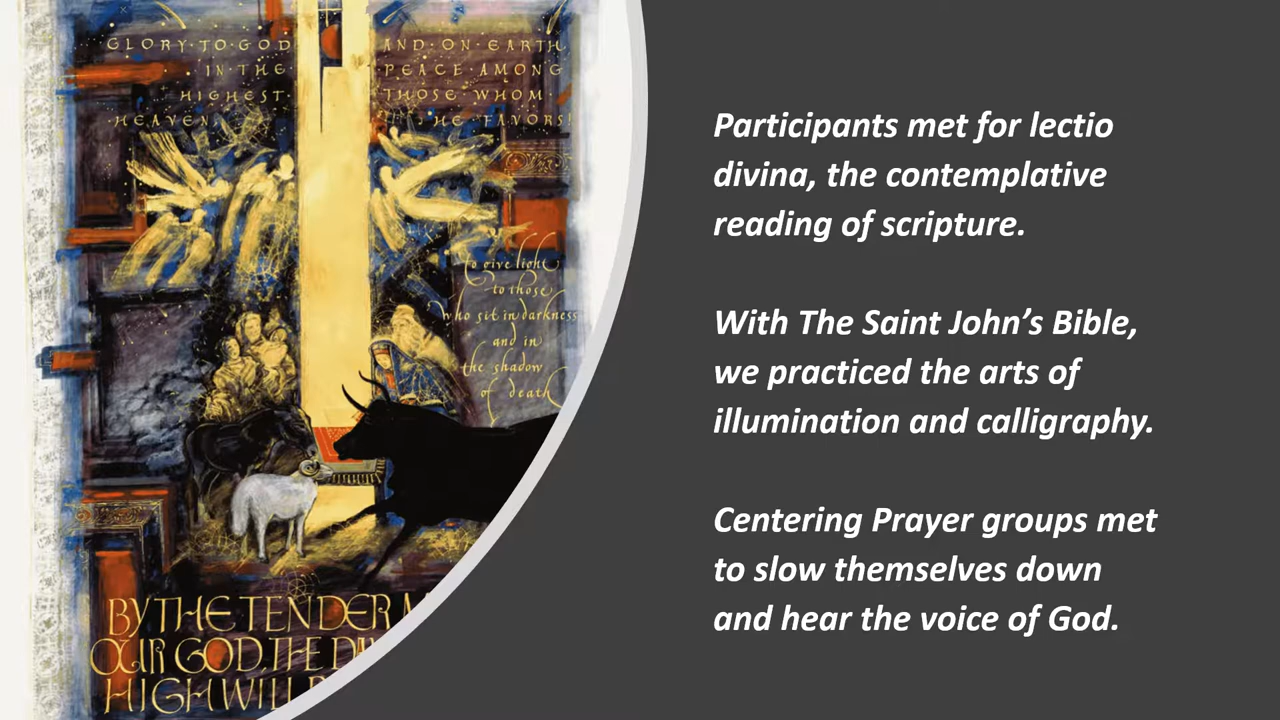 GLORY·TO·GOD
IN·THE
HIGHEST·
HEAVEN,
AND·ON·EARTH
PEACE·AMONG
THOSE·WHOM·
HE·FAVORS!
to give light
to those
who sit in darkness
and in
the shadow
of death
BY THE TENDER
OUR GOD, THE
HIGH WILL
Participants met for lectio
divina, the contemplative
reading of scripture.
With The Saint John’s Bible,
we practiced the arts of
illumination and calligraphy.
Centering Prayer groups met
to slow themselves down
and hear the voice of God.